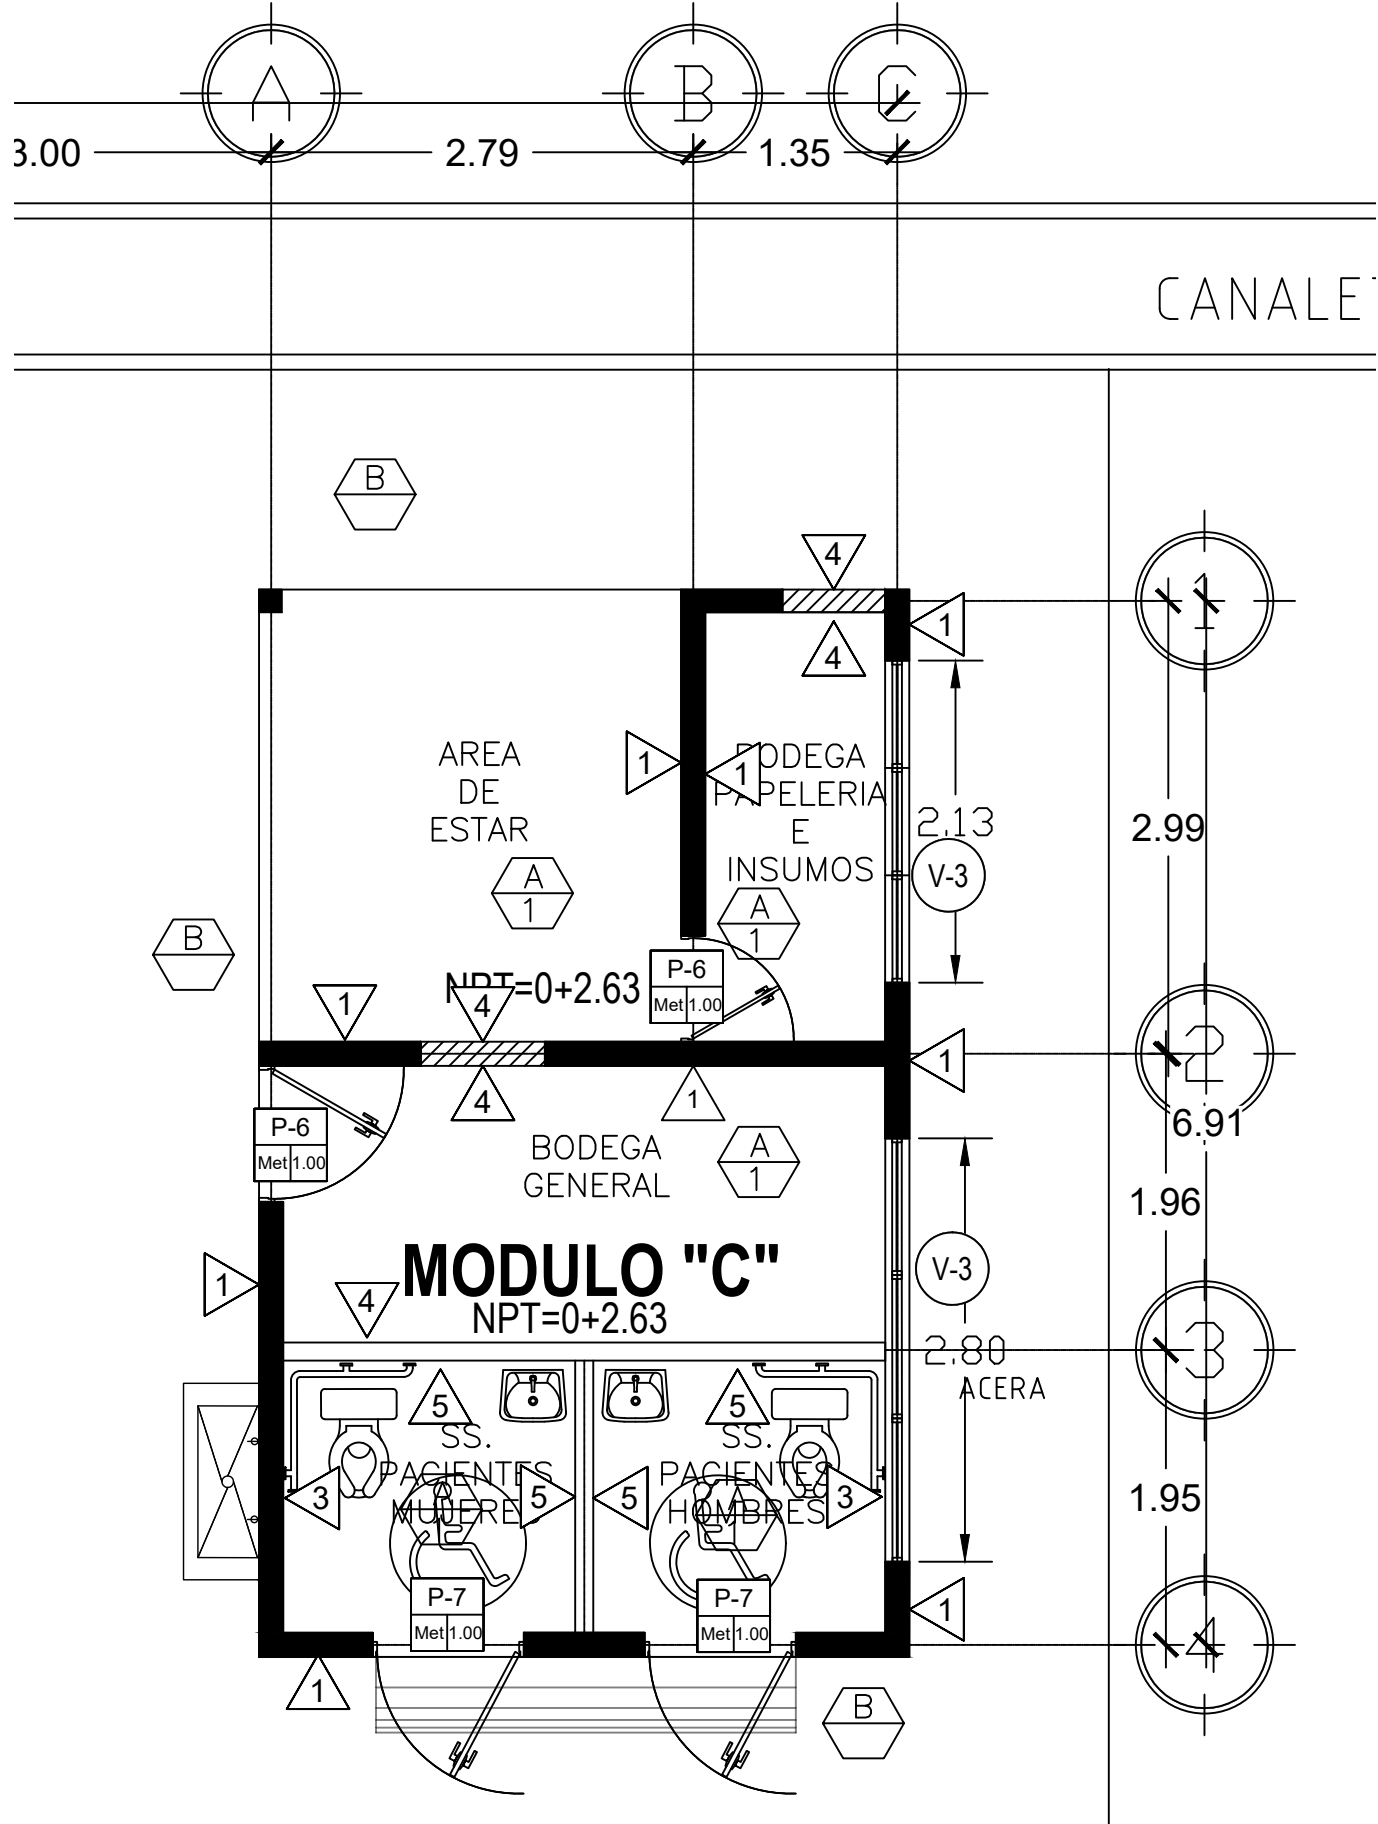 A
B
C
3.00
2.79
1.35
CANALET
B
4
1
1
4
AREA
DE
ESTAR
1
1
BODEGA
PAPELERIA
E
INSUMOS
2.13
2.99
V-3
A
1
A
1
B
P-6
Met 1.00
NPT=0+2.63
1
4
1
2
6.91
4
1
P-6
Met 1.00
BODEGA
GENERAL
A
1
1.96
MODULO "C"
NPT=0+2.63
1
4
V-3
2.80
3
ACERA
5
5
SS.
PACIENTES
MUJERES
SS.
PACIENTES
HOMBRES
3
5
5
3
1.95
P-7
Met 1.00
P-7
Met 1.00
1
4
1
B